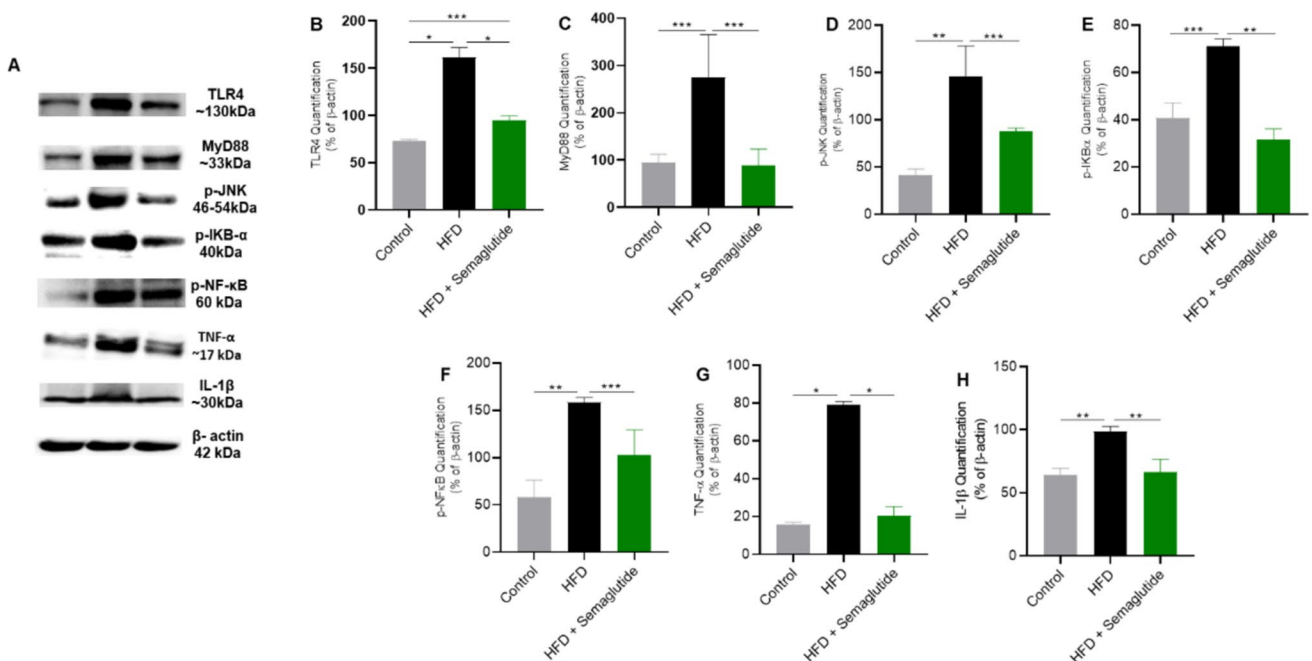 A
TLR4
~130kDa
MyD88
~33kDa
p-JNK
46-54kDa
p-IKB-α
40kDa
p-NF-κB
60 kDa
TNF-α
~17 kDa
IL-1β
~30kDa
β- actin
42 kDa
B
TLR4 Quantification
(% of β-actin)
200
150
100
50
0
***
*
*
Control
HFD
HFD + Semaglutide
C
MyD88 Quantification
(% of β-actin)
400
300
200
100
0
***
***
Control
HFD
HFD + Semaglutide
D
p-JNK Quantification
(% of β-actin)
200
150
100
50
0
**
***
Control
HFD
HFD + Semaglutide
E
p-IKBα Quantification
(% of β-actin)
80
60
40
20
0
***
**
Control
HFD
HFD + Semaglutide
F
p-NFκB Quantification
(% of β-actin)
200
150
100
50
0
**
***
Control
HFD
HFD + Semaglutide
G
TNF-α Quantification
(% of β-actin)
100
80
60
40
20
0
*
*
Control
HFD
HFD + Semaglutide
H
IL-1β Quantification
(% of β-actin)
150
100
50
0
**
**
Control
HFD
HFD + Semaglutide